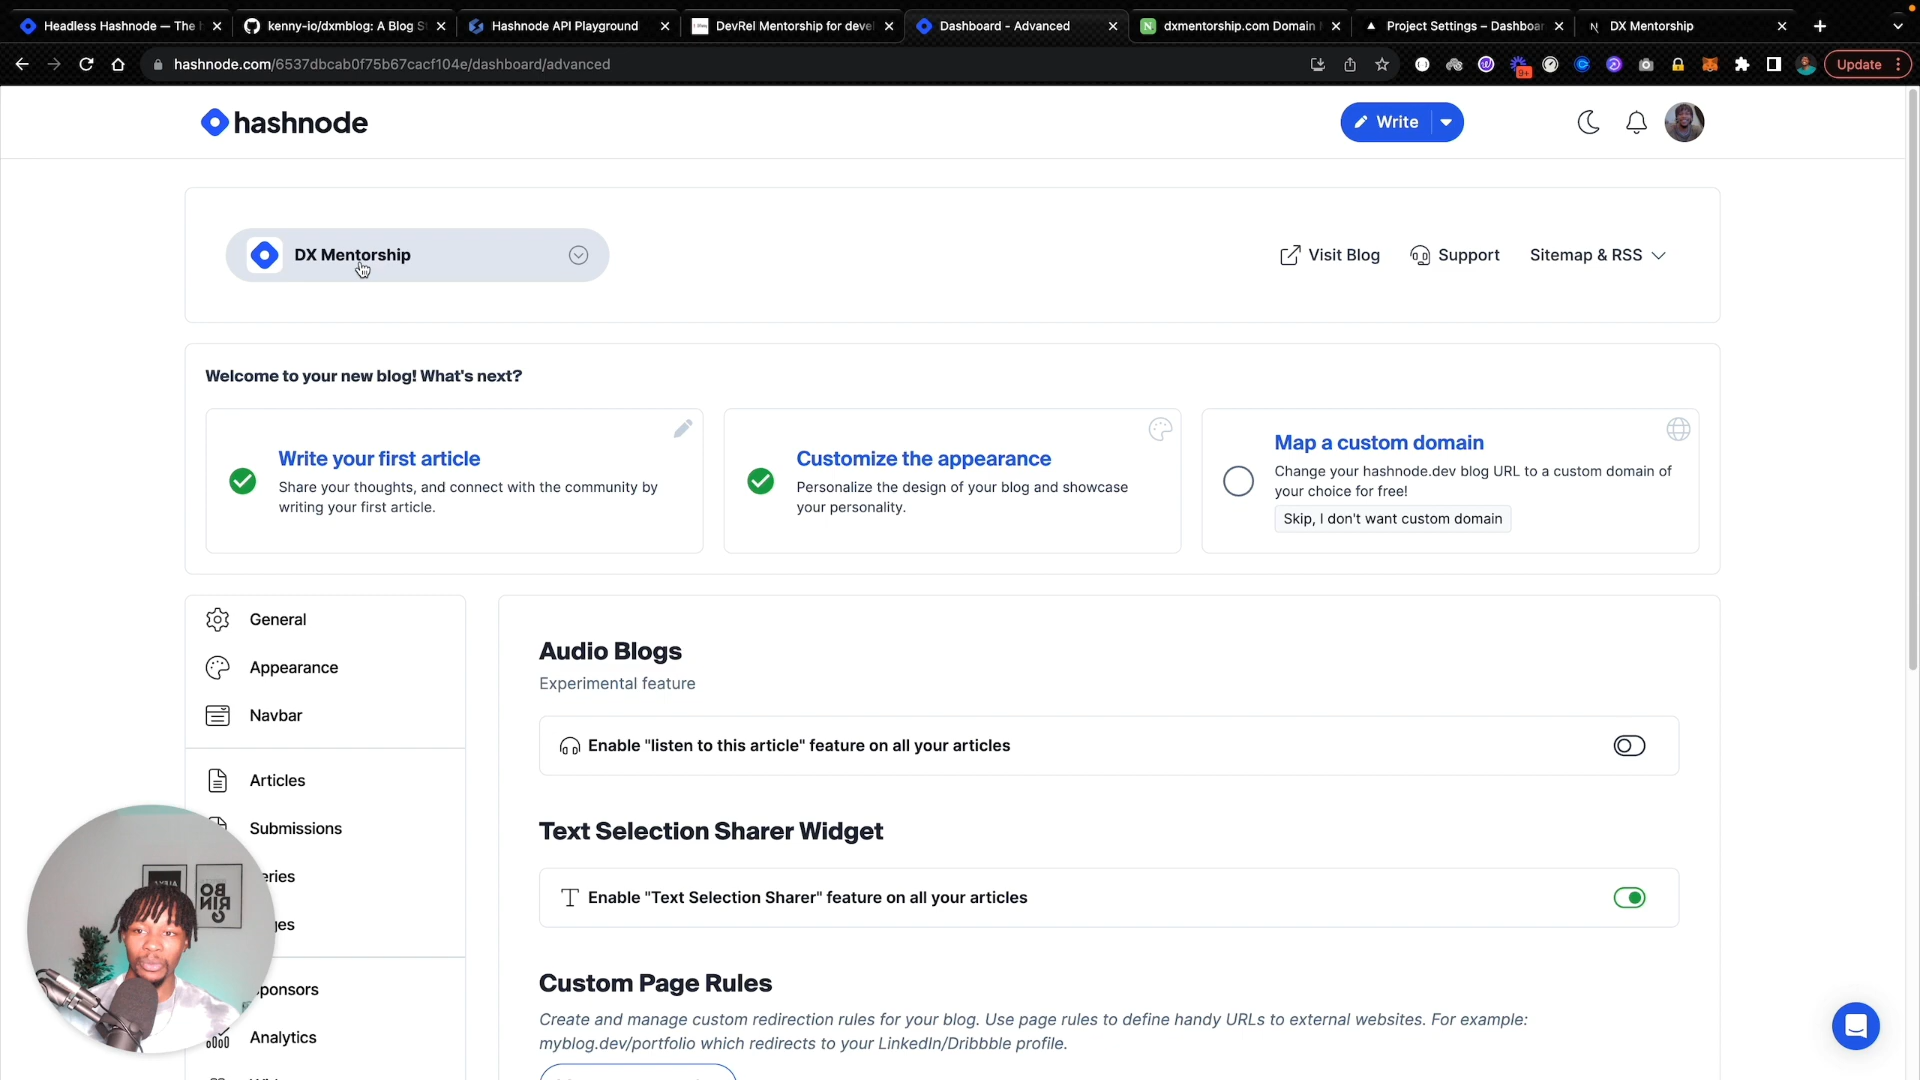 Headless Hashnode — The h
kenny-io/dxmblog: A Blog St
Hashnode API Playground
DevRel Mentorship for devel
Dashboard - Advanced
dxmentorship.com Domain
Project Settings – Dashboar
DX Mentorship
hashnode.com/6537dbcab0f75b67cacf104e/dashboard/advanced
9+
Update
hashnode
Write
DX Mentorship
Visit Blog
Support
Sitemap & RSS
Welcome to your new blog! What's next?
Write your first article
Share your thoughts, and connect with the community by
writing your first article.
Customize the appearance
Personalize the design of your blog and showcase
your personality.
Map a custom domain
Change your hashnode.dev blog URL to a custom domain of
your choice for free!
Skip, I don't want custom domain
General
Appearance
Navbar
Articles
Submissions
eries
ges
ponsors
Analytics
Audio Blogs
Experimental feature
Enable "listen to this article" feature on all your articles
Text Selection Sharer Widget
Enable "Text Selection Sharer" feature on all your articles
Custom Page Rules
Create and manage custom redirection rules for your blog. Use page rules to define handy URLs to external websites. For example:
myblog.dev/portfolio which redirects to your LinkedIn/Dribbble profile.